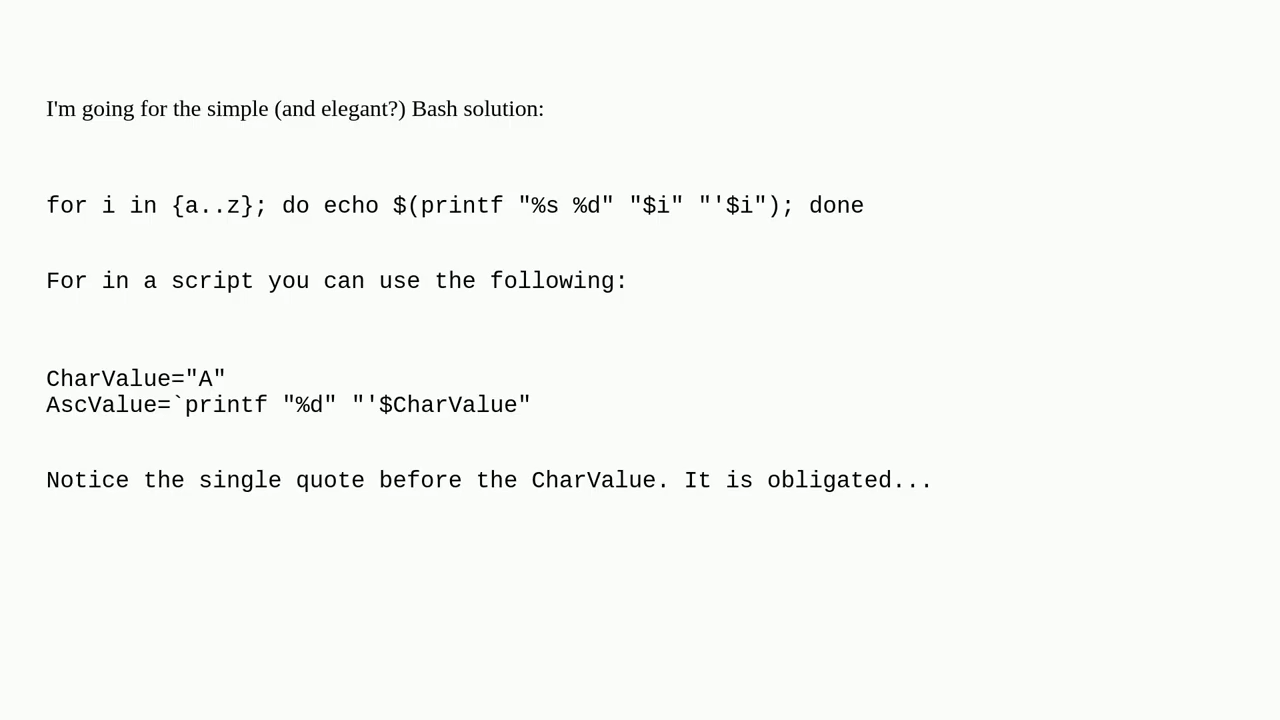 I'm going for the simple (and elegant?) Bash solution:
for i in {a..z}; do echo $(printf "%s %d" "$i" "'$i"); done
For in a script you can use the following:
CharValue="A"
AscValue=`printf "%d" "'$CharValue"
Notice the single quote before the CharValue. It is obligated...